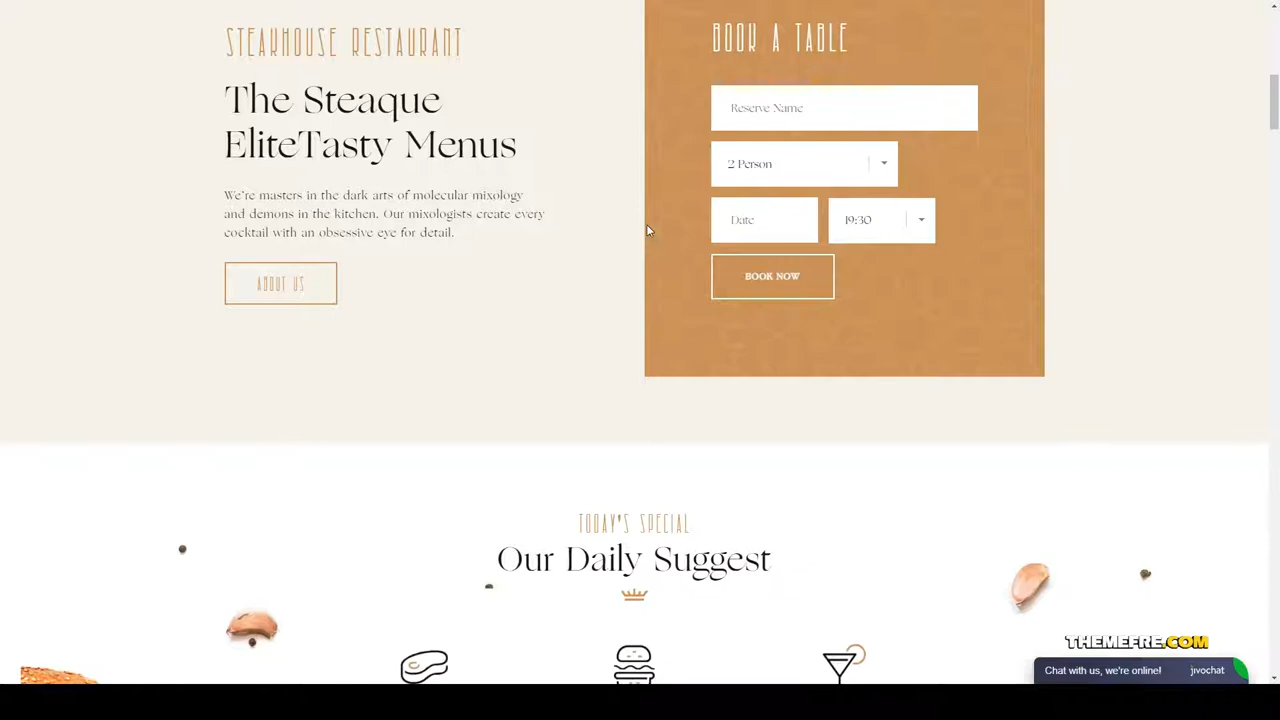 STEAKHOUSE RESTAURANT
The Steaque
EliteTasty Menus
We're masters in the dark arts of molecular mixology
and demons in the kitchen. Our mixologists create every
cocktail with an obsessive eye for detail.
ABOUT US
BOOK A TABLE
Reserve Name
2 Person
Date
19:30
BOOK NOW
TODAY'S SPECIAL
Our Daily Suggest
THEMEFRE.COM
Chat with us, we're online!
jivochat